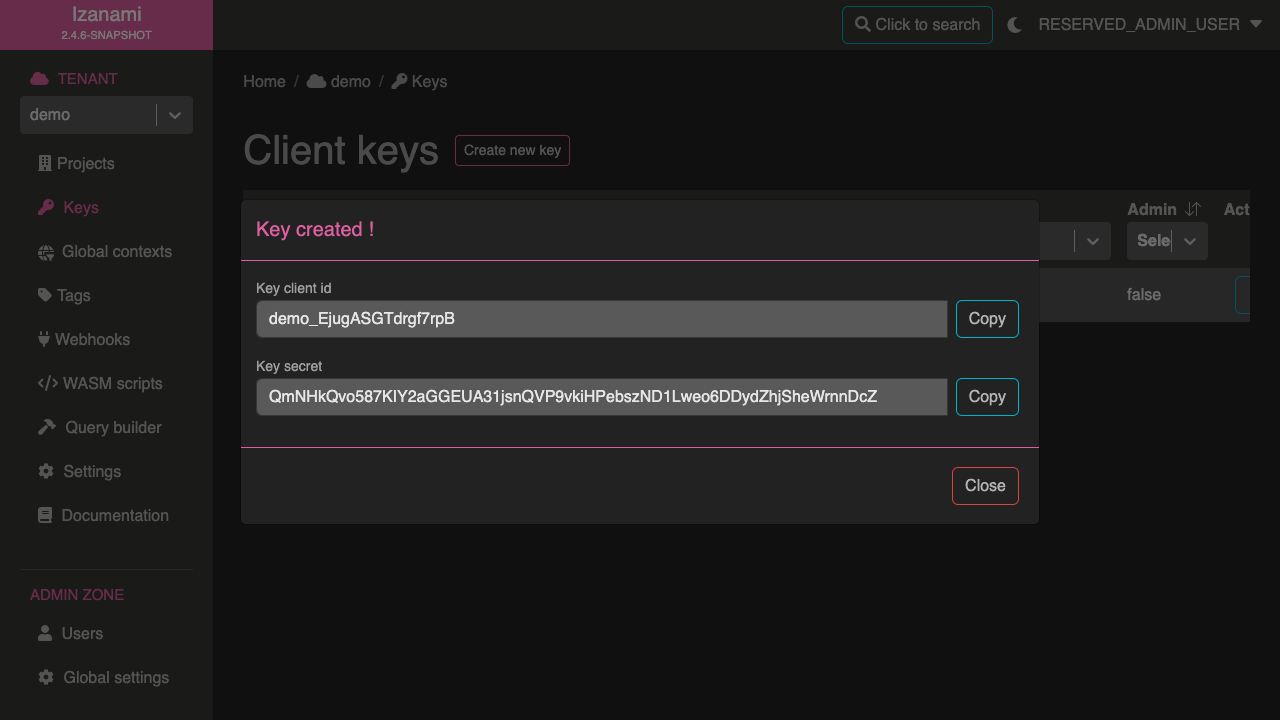 Izanami
2.4.6-SNAPSHOT
Click to search
RESERVED_ADMIN_USER
TENANT
demo
Projects
Keys
Global contexts
Tags
Webhooks
WASM scripts
Query builder
Settings
Documentation
ADMIN ZONE
Users
Global settings
Home / demo / Keys
Client keys
Create new key
Admin
Act
Sele
false
Key created !
Key client id
demo_EjugASGTdrgf7rpB
Copy
Key secret
QmNHkQvo587KIY2aGGEUA31jsnQVP9vkiHPebszND1Lweo6DDydZhjSheWrnnDcZ
Copy
Close